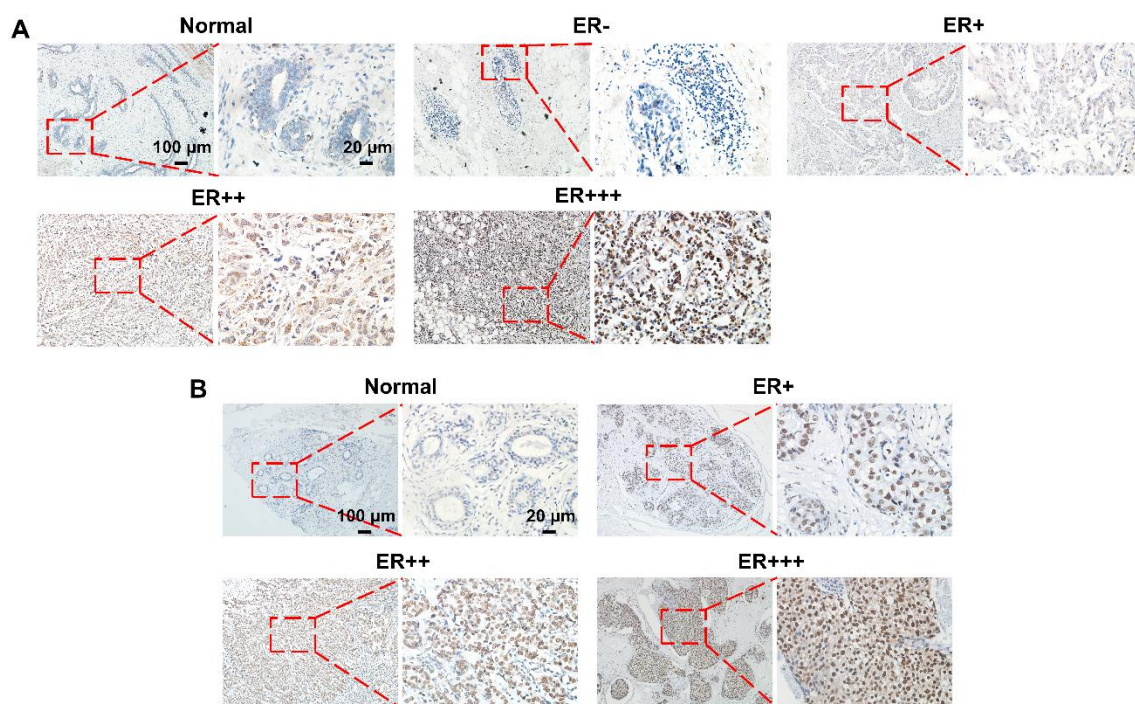 A
Normal
ER-
ER+
100 µm
20 µm
ER++
ER+++
B
Normal
ER+
100 µm
20 µm
ER++
ER+++